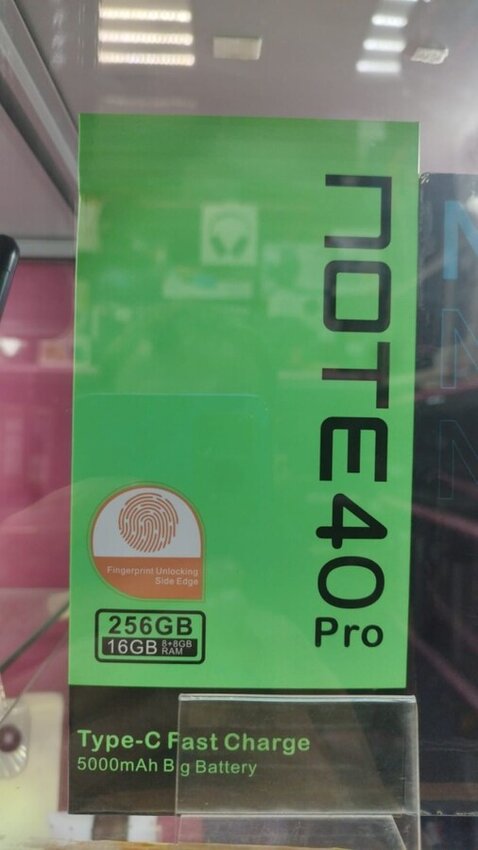 NOTE40
Pro
Fingerprint Unlocking
Side Edge
256GB
16GB 8+8GB
RAM
Type-C Fast Charge
5000mAh Big Battery